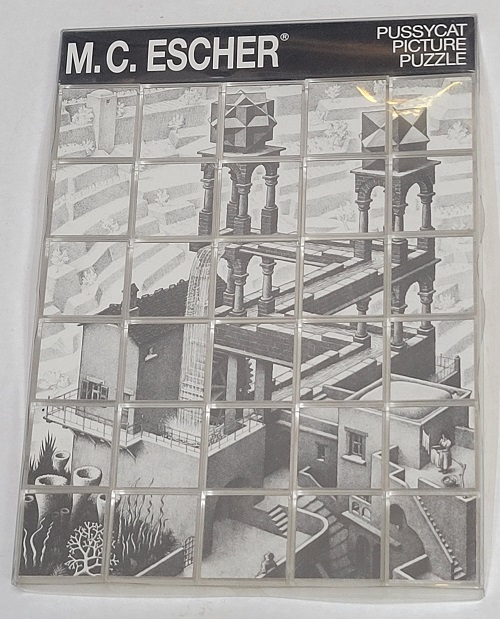 M. C. ESCHER®
PUSSYCAT
PICTURE
PUZZLE